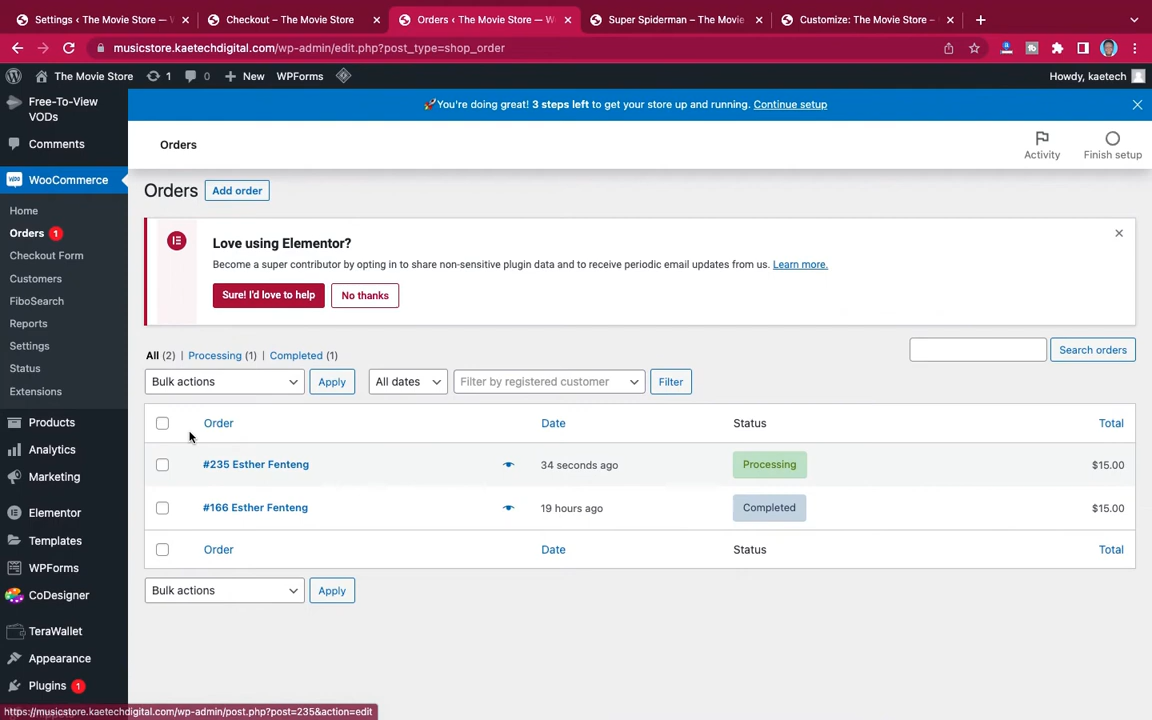 Settings ‹ The Movie Store — W
Checkout – The Movie Store
Orders ‹ The Movie Store — W
Super Spiderman – The Movie
Customize: The Movie Store –
musicstore.kaetechdigital.com/wp-admin/edit.php?post_type=shop_order
The Movie Store
1
0
New
WPForms
Howdy, kaetech
Free-To-View
VODs
Comments
WooCommerce
Home
Orders 1
Checkout Form
Customers
FiboSearch
Reports
Settings
Status
Extensions
Products
Analytics
Marketing
Elementor
Templates
WPForms
CoDesigner
TeraWallet
Appearance
Plugins 1
🚀You're doing great! 3 steps left to get your store up and running. Continue setup
Orders
Activity
Finish setup
Orders
Add order
Love using Elementor?
Become a super contributor by opting in to share non-sensitive plugin data and to receive periodic email updates from us. Learn more.
Sure! I'd love to help
No thanks
All (2) | Processing (1) | Completed (1)
Search orders
Bulk actions
Apply
All dates
Filter by registered customer
Filter
Order Date Status Total
#235 Esther Fenteng 34 seconds ago Processing $15.00
#166 Esther Fenteng 19 hours ago Completed $15.00
Order Date Status Total
Bulk actions
Apply
https://musicstore.kaetechdigital.com/wp-admin/post.php?post=235&action=edit